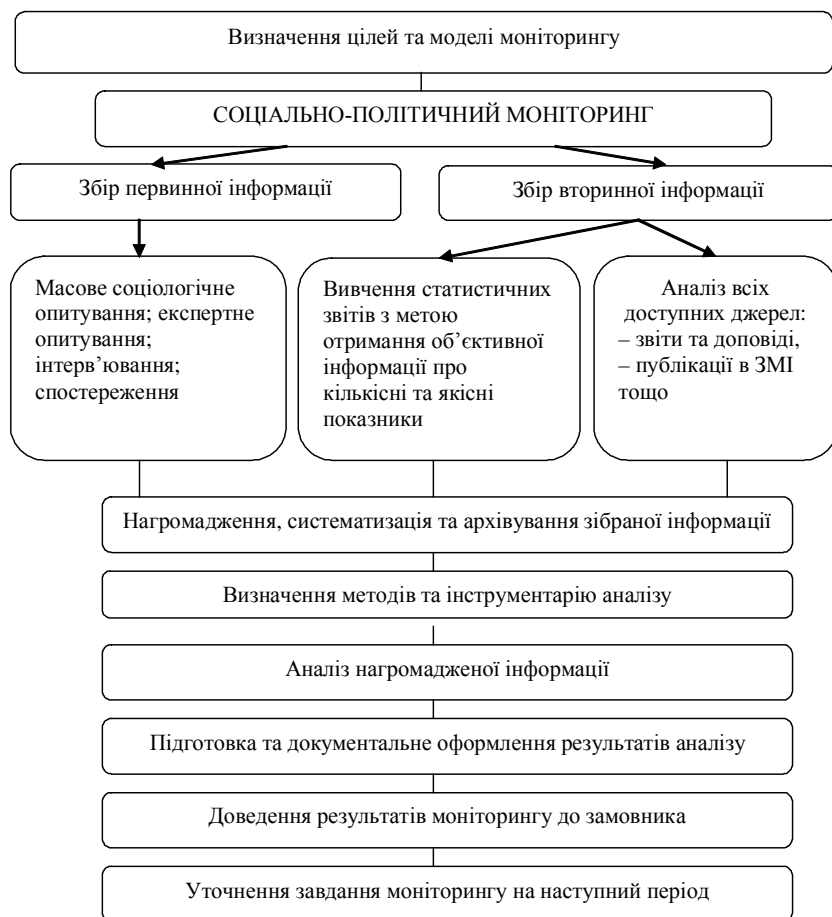 Визначення цілей та моделі моніторингу
СОЦІАЛЬНО-ПОЛІТИЧНИЙ МОНІТОРИНГ
Збір первинної інформації
Збір вторинної інформації
Масове соціологічне
опитування; експертне
опитування;
інтерв’ювання;
спостереження
Вивчення статистичних
звітів з метою
отримання об’єктивної
інформації про
кількісні та якісні
показники
Аналіз всіх
доступних джерел:
– звіти та доповіді,
– публікації в ЗМІ
тощо
Нагромадження, систематизація та архівування зібраної інформації
Визначення методів та інструментарію аналізу
Аналіз нагромадженої інформації
Підготовка та документальне оформлення результатів аналізу
Доведення результатів моніторингу до замовника
Уточнення завдання моніторингу на наступний період